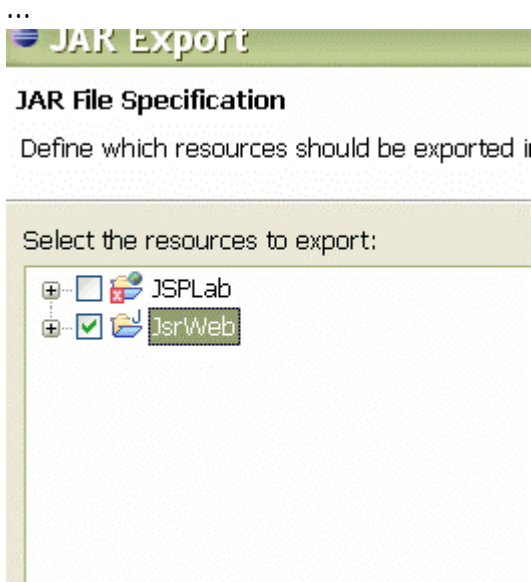 ...
JAR Export
JAR File Specification
Define which resources should be exported
Select the resources to export:
JSPLab
JsrWeb